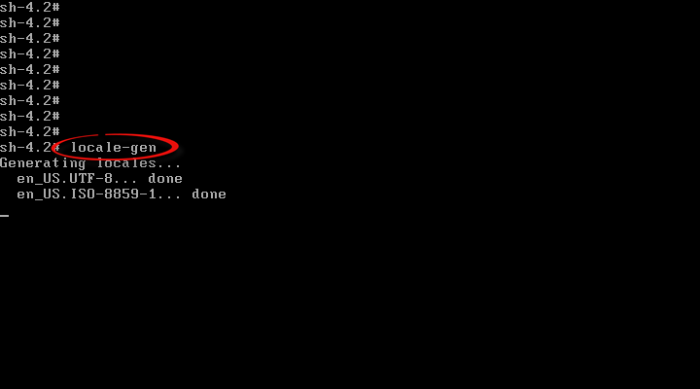 sh-4.2#
sh-4.2#
sh-4.2#
sh-4.2#
sh-4.2#
sh-4.2#
sh-4.2#
sh-4.2#
sh-4.2#
sh-4.2# locale-gen
Generating locales...
  en_US.UTF-8... done
  en_US.ISO-8859-1... done
_